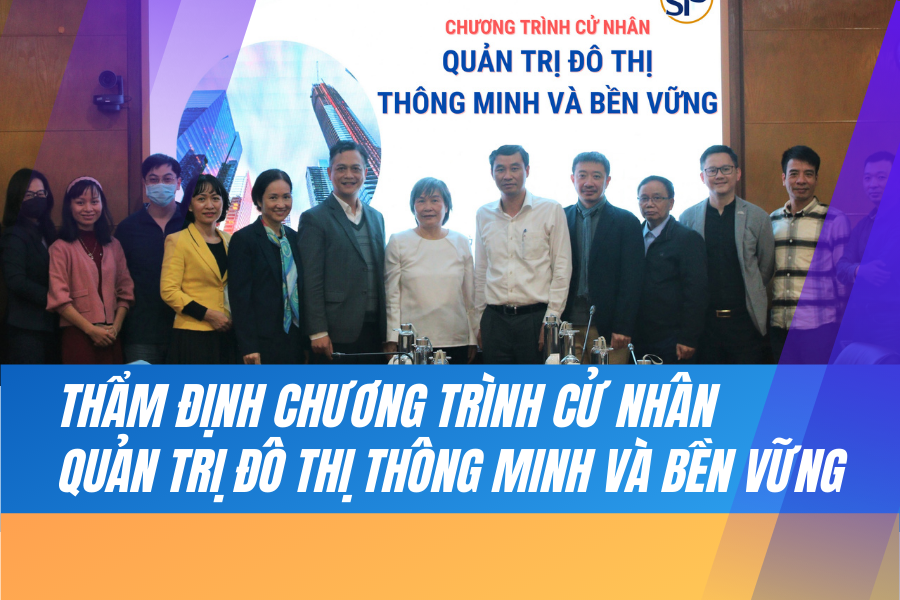 SP
CHƯƠNG TRÌNH CỬ NHÂN
QUẢN TRỊ ĐÔ THỊ
THÔNG MINH VÀ BỀN VỮNG
THẨM ĐỊNH CHƯƠNG TRÌNH CỬ NHÂN
QUẢN TRỊ ĐÔ THỊ THÔNG MINH VÀ BỀN VỮNG